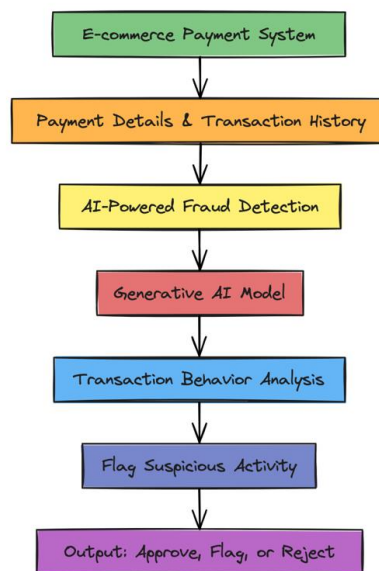 E-commerce Payment System
Payment Details & Transaction History
AI-Powered Fraud Detection
Generative AI Model
Transaction Behavior Analysis
Flag Suspicious Activity
Output: Approve, Flag, or Reject